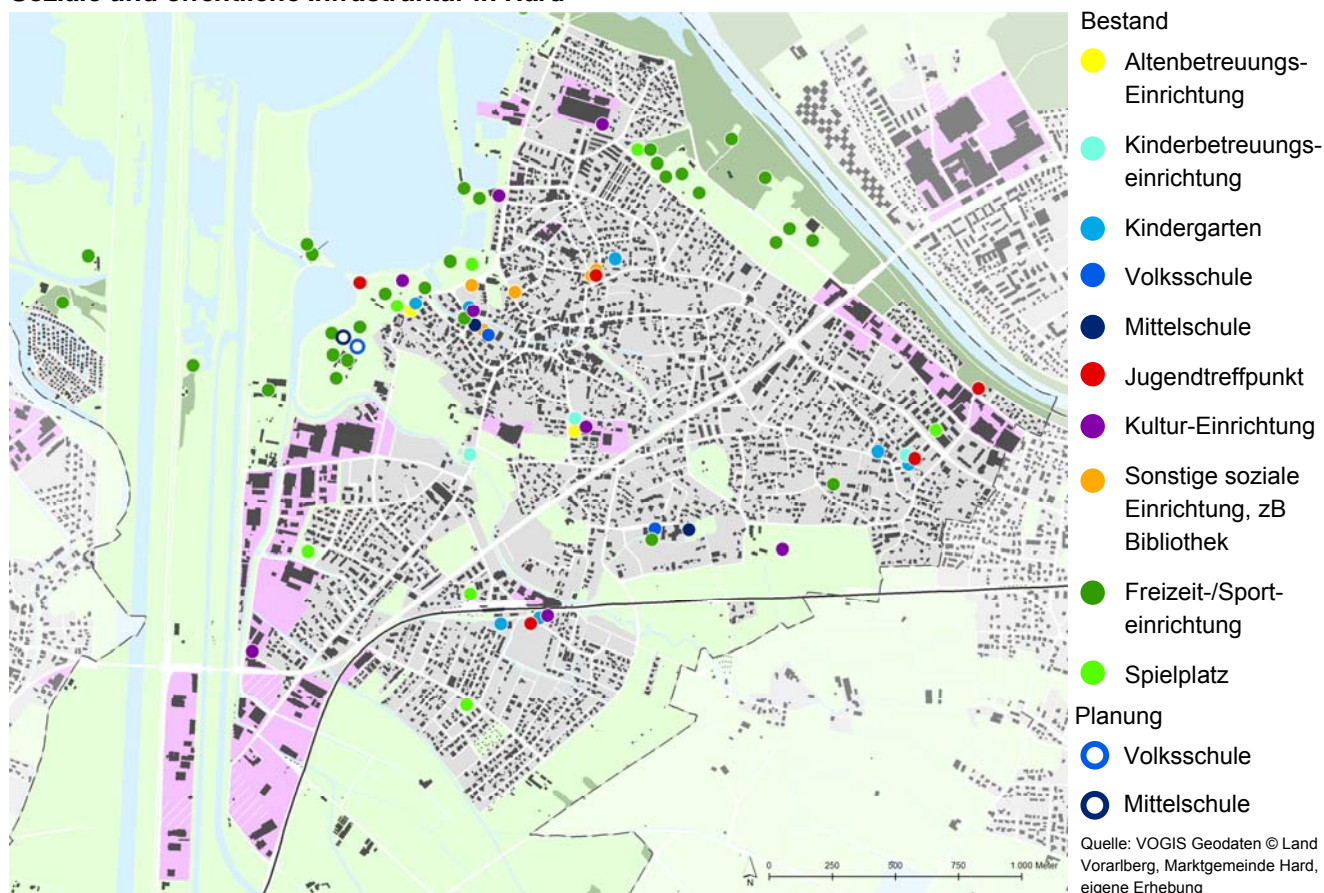 Bestand
Altenbetreuungs-
Einrichtung
Kinderbetreuungs-
einrichtung
Kindergarten
Volksschule
Mittelschule
Jugendtreffpunkt
Kultur-Einrichtung
Sonstige soziale
Einrichtung, zB
Bibliothek
Freizeit-/Sport-
einrichtung
Spielplatz
Planung
Volksschule
Mittelschule
Quelle: VOGIS Geodaten © Land
Vorarlberg, Marktgemeinde Hard,
eigene Erhebung
N
0 250 500 750 1.000 Meter